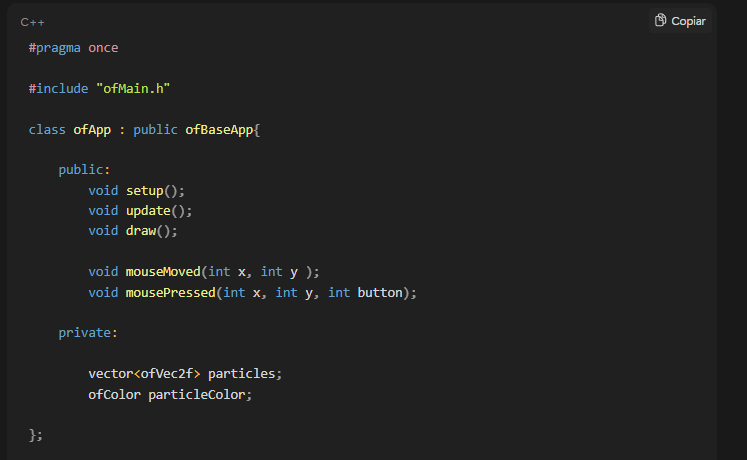 C++
Copiar
#pragma once
#include "ofMain.h"
class ofApp : public ofBaseApp{
public:
void setup();
void update();
void draw();
void mouseMoved(int x, int y );
void mousePressed(int x, int y, int button);
private:
vector<ofVec2f> particles;
ofColor particleColor;
};